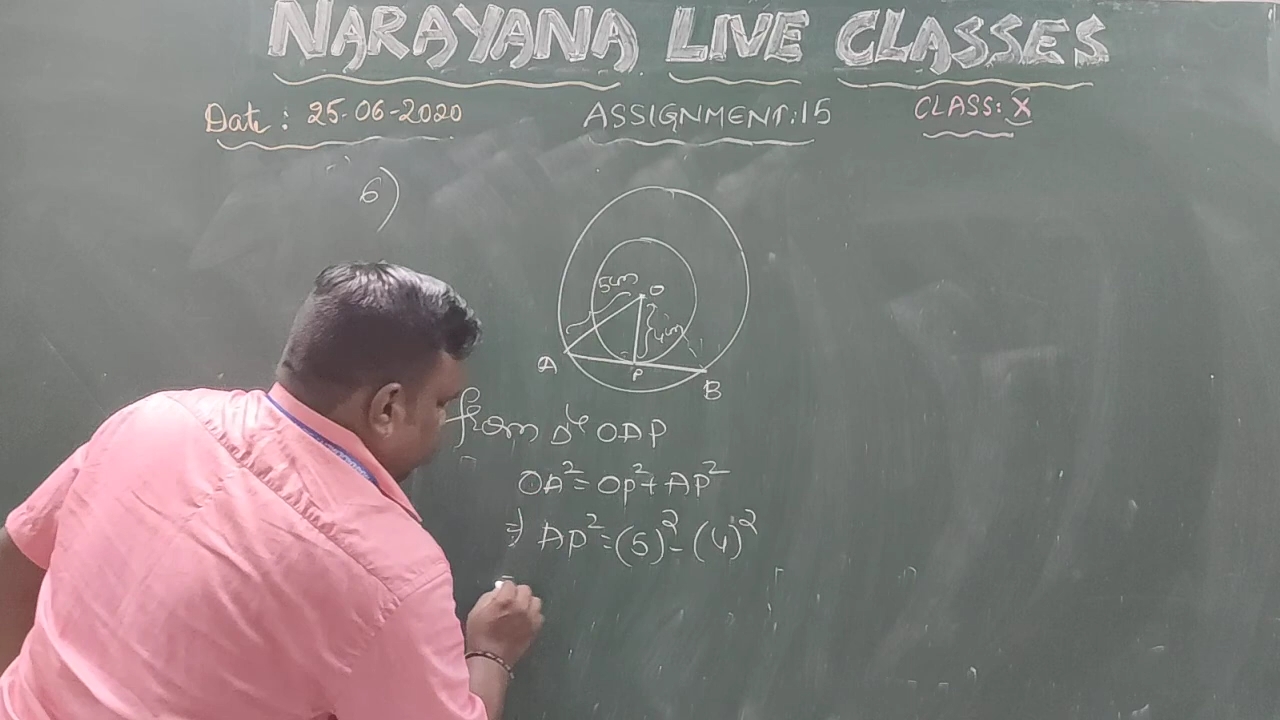 NARAYANA LIVE CLASSES
Date : 25-06-2020
ASSIGNMENT:15
CLASS: X
6)
5cm
O
4cm
A
P
B
from Δle OAP
OA² = OP² + AP²
⇒ AP² = (5)² - (4)²